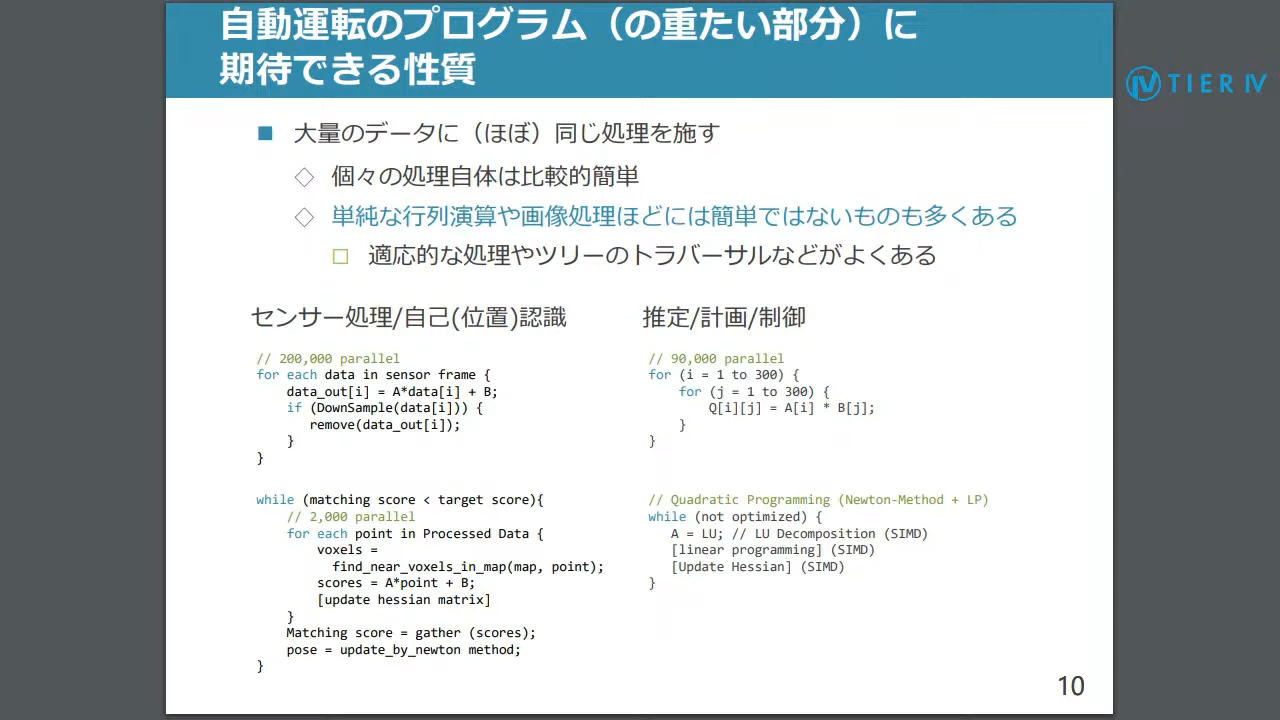 自動運転のプログラム（の重たい部分）に
期待できる性質
TIER IV
大量のデータに（ほぼ）同じ処理を施す
個々の処理自体は比較的簡単
単純な行列演算や画像処理ほどには簡単ではないものも多くある
適応的な処理やツリーのトラバーサルなどがよくある
センサー処理/自己(位置)認識
// 200,000 parallel
for each data in sensor frame {
data_out[i] = A*data[i] + B;
if (DownSample(data[i])) {
remove(data_out[i]);
}
}
while (matching score < target score){
// 2,000 parallel
for each point in Processed Data {
voxels =
find_near_voxels_in_map(map, point);
scores = A*point + B;
[update hessian matrix]
}
Matching score = gather (scores);
pose = update_by_newton method;
}
推定/計画/制御
// 90,000 parallel
for (i = 1 to 300) {
for (j = 1 to 300) {
Q[i][j] = A[i] * B[j];
}
}
// Quadratic Programming (Newton-Method + LP)
while (not optimized) {
A = LU; // LU Decomposition (SIMD)
[linear programming] (SIMD)
[Update Hessian] (SIMD)
}
10